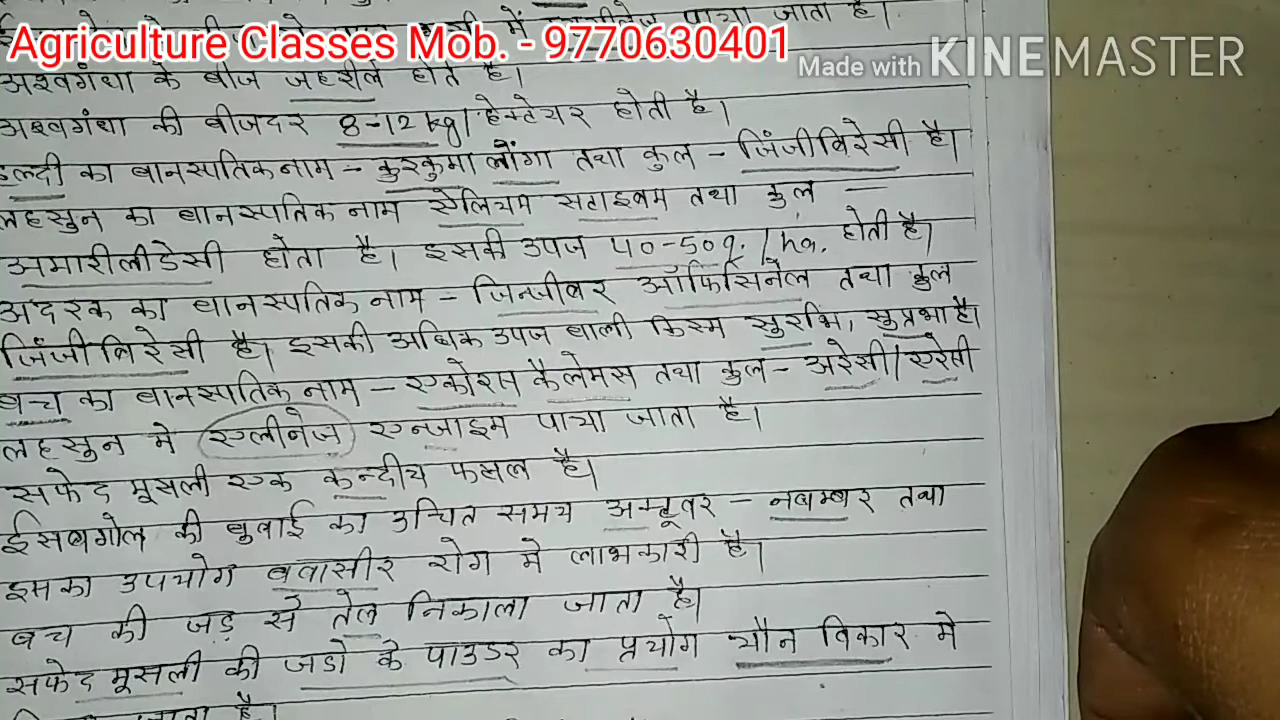 में पाया जाता है।
Agriculture Classes Mob. - 9770630401
Made with KINEMASTER
अश्वगंधा के बीज जहरीले होते है।
अश्वगंधा की बीजदर 8-12 kg/हेक्टेयर होती है।
हल्दी का वानस्पतिक नाम - कुरकुमा लोंगा तथा कुल - जिंजीविरेसी है।
लहसुन का वानस्पतिक नाम ऐलियम सटाइवम तथा कुल —
अमारीलीडेसी होता है। इसकी उपज 40-50q./ha. होती है।
अदरक का वानस्पतिक नाम - जिन्जीवर ऑफिसिनेल तथा कुल
जिंजीविरेसी है। इसकी अधिक उपज वाली किस्म सुरभि, सुप्रभा है।
बच का वानस्पतिक नाम - एकोरस कैलेमस तथा कुल - अरेसी/एरेसी
लहसुन मे एलीनेज एन्जाइम पाया जाता है।
सफेद मूसली एक कन्दीय फसल है।
ईसबगोल की बुवाई का उचित समय अक्टूवर - नबम्बर तथा
इसका उपयोग बवासीर रोग मे लाभकारी है।
बच की जड़ से तेल निकाला जाता है।
सफेद मूसली की जडो के पाउडर का प्रयोग यौन विकार मे
जाता है।